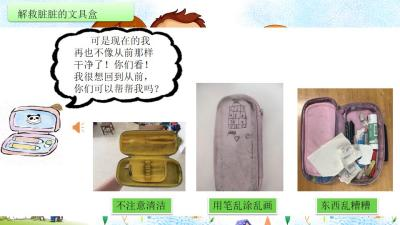 解救脏脏的文具盒
可是现在的我
再也不像从前那样
干净了！你们看！
我很想回到从前，
你们可以帮帮我吗？
不注意清洁
用笔乱涂乱画
东西乱糟糟